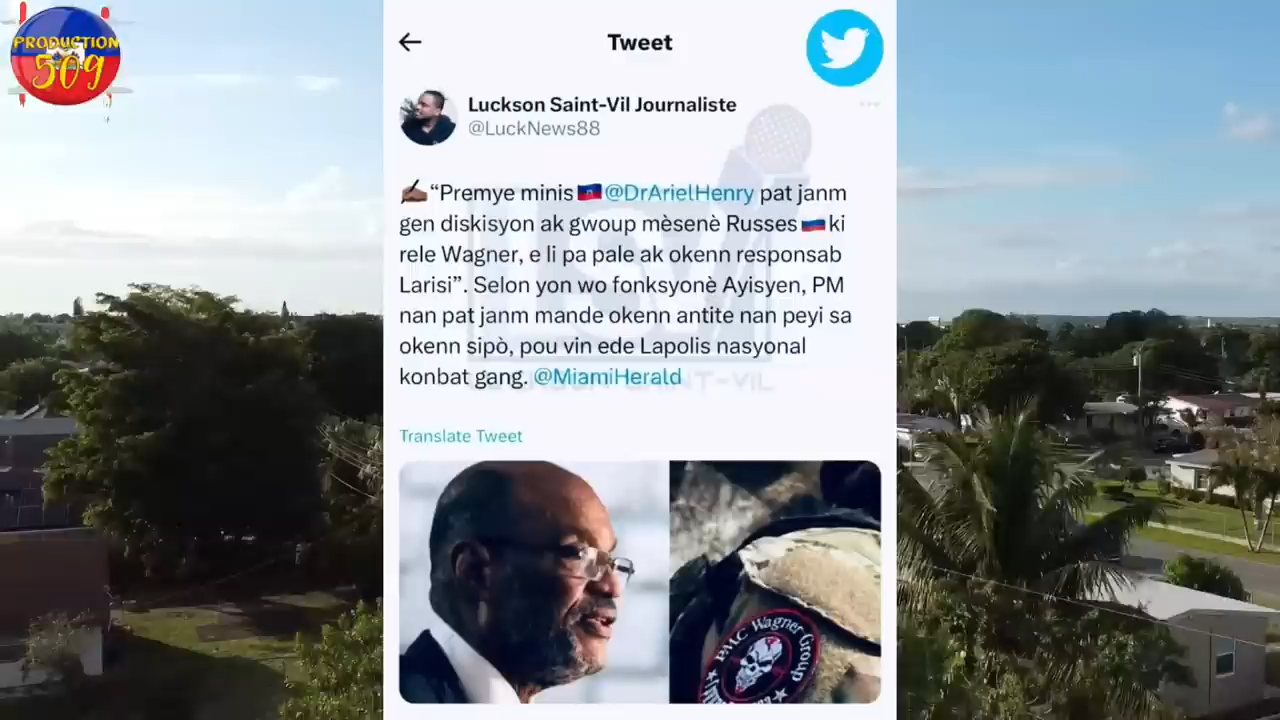 PRODUCTION
509
Tweet
Luckson Saint-Vil Journaliste
@LuckNews88
✍🏾“Premye minis🇭🇹@DrArielHenry pat janm
gen diskisyon ak gwoup mèsenè Russes🇷🇺ki
rele Wagner, e li pa pale ak okenn responsab
Larisi”. Selon yon wo fonksyonè Ayisyen, PM
nan pat janm mande okenn antite nan peyi sa
okenn sipò, pou vin ede Lapolis nasyonal
konbat gang. @MiamiHerald
Translate Tweet
PMC Wagner Group